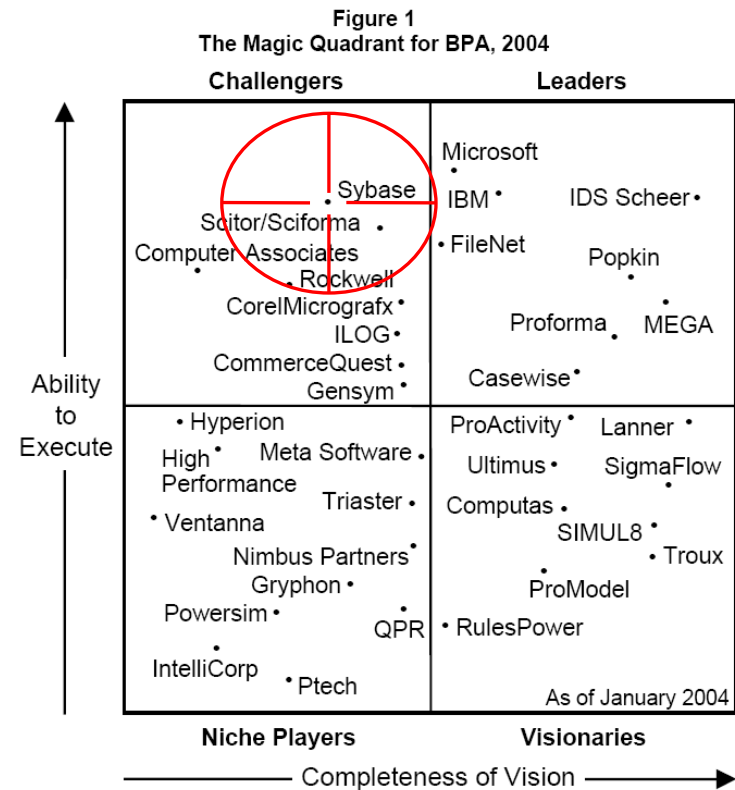 Figure 1
The Magic Quadrant for BPA, 2004
Challengers
Leaders
Microsoft
Sybase
IBM
IDS Scheer
Scitor/Sciforma
FileNet
Computer Associates
Popkin
Rockwell
CorelMicrografx
MEGA
Proforma
ILOG
CommerceQuest
Casewise
Gensym
Ability
to
Execute
Hyperion
ProActivity
Lanner
High
Performance
Meta Software
Ultimus
SigmaFlow
Triaster
Computas
Ventanna
SIMUL8
Nimbus Partners
Troux
Gryphon
ProModel
Powersim
QPR
RulesPower
IntelliCorp
Ptech
As of January 2004
Niche Players
Visionaries
Completeness of Vision